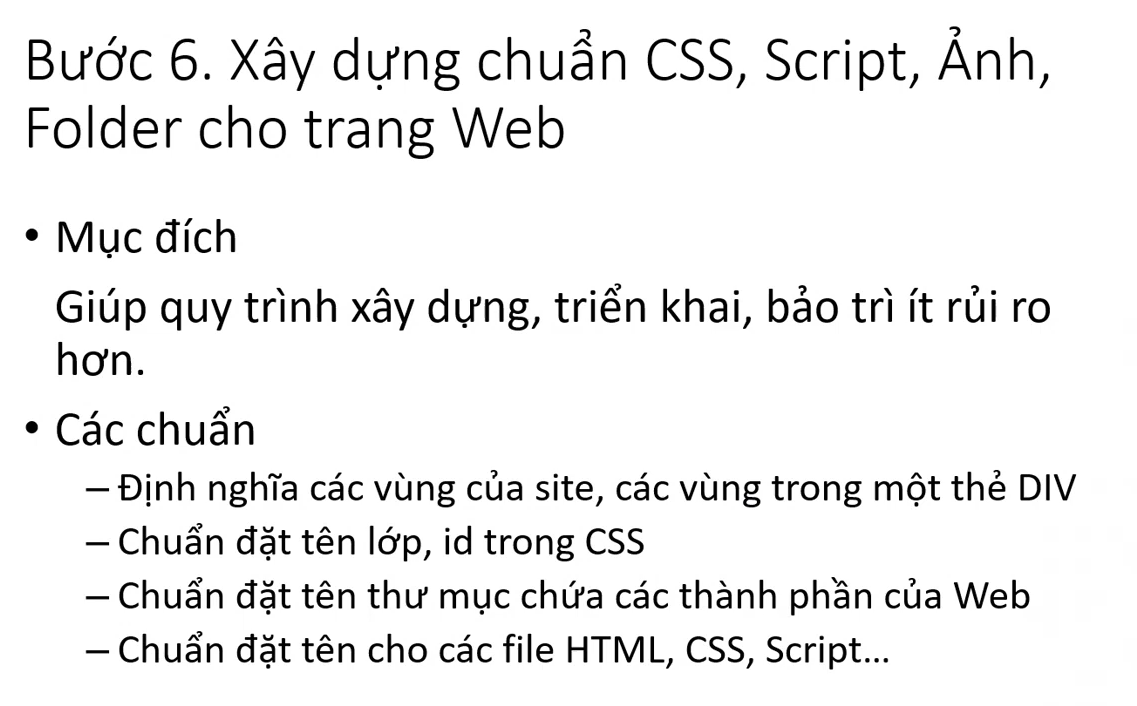 Bước 6. Xây dựng chuẩn CSS, Script, Ảnh,
Folder cho trang Web
• Mục đích
Giúp quy trình xây dựng, triển khai, bảo trì ít rủi ro
hơn.
• Các chuẩn
– Định nghĩa các vùng của site, các vùng trong một thẻ DIV
– Chuẩn đặt tên lớp, id trong CSS
– Chuẩn đặt tên thư mục chứa các thành phần của Web
– Chuẩn đặt tên cho các file HTML, CSS, Script...